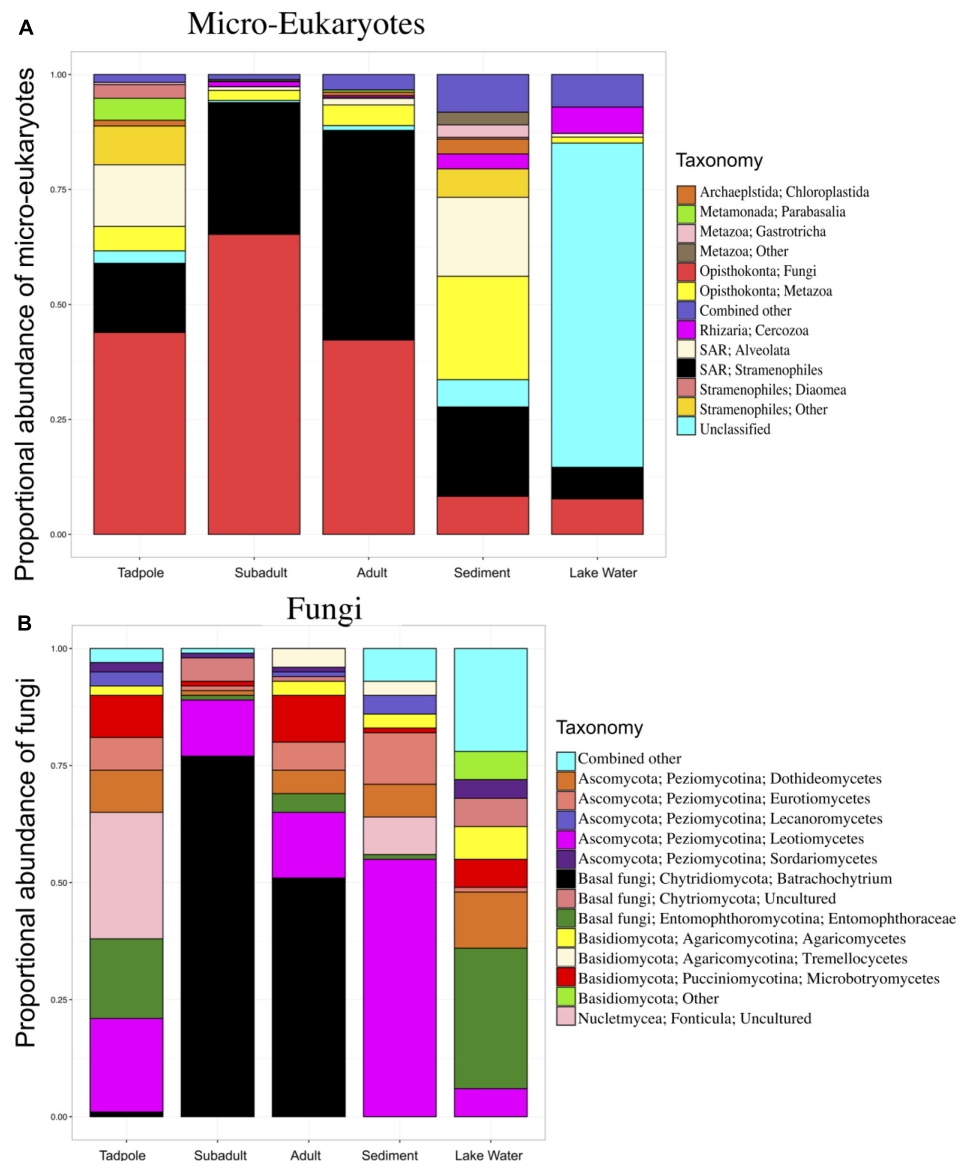 A
Micro-Eukaryotes
Proportional abundance of micro-eukaryotes
1.00
0.75
0.50
0.25
0.00
Tadpole
Subadult
Adult
Sediment
Lake Water
Taxonomy
Archaeplstida; Chloroplastida
Metamonada; Parabasalia
Metazoa; Gastrotricha
Metazoa; Other
Opisthokonta; Fungi
Opisthokonta; Metazoa
Combined other
Rhizaria; Cercozoa
SAR; Alveolata
SAR; Stramenophiles
Stramenophiles; Diaomea
Stramenophiles; Other
Unclassified
B
Fungi
Proportional abundance of fungi
1.00
0.75
0.50
0.25
0.00
Tadpole
Subadult
Adult
Sediment
Lake Water
Taxonomy
Combined other
Ascomycota; Peziomycotina; Dothideomycetes
Ascomycota; Peziomycotina; Eurotiomycetes
Ascomycota; Peziomycotina; Lecanoromycetes
Ascomycota; Peziomycotina; Leotiomycetes
Ascomycota; Peziomycotina; Sordariomycetes
Basal fungi; Chytridiomycota; Batrachochytrium
Basal fungi; Chytriomycota; Uncultured
Basal fungi; Entomophthoromycotina; Entomophthoraceae
Basidiomycota; Agaricomycotina; Agaricomycetes
Basidiomycota; Agaricomycotina; Tremellocycetes
Basidiomycota; Pucciniomycotina; Microbotryomycetes
Basidiomycota; Other
Nucletmycea; Fonticula; Uncultured